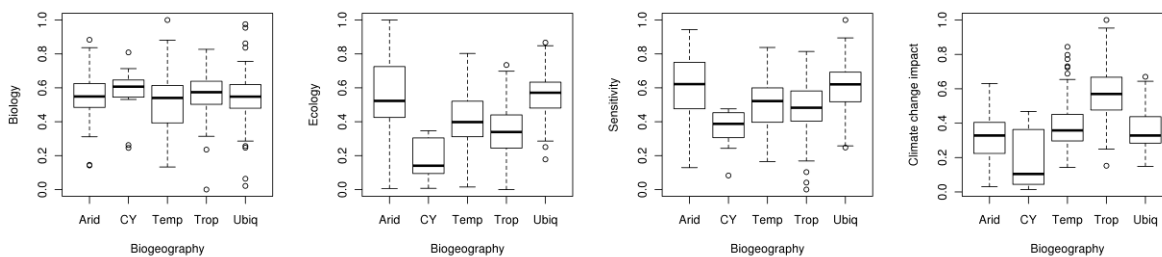 Biology
0.0 0.2 0.4 0.6 0.8 1.0
Arid CY Temp Trop Ubiq
Biogeography
Ecology
0.0 0.2 0.4 0.6 0.8 1.0
Arid CY Temp Trop Ubiq
Biogeography
Sensitivity
0.0 0.2 0.4 0.6 0.8 1.0
Arid CY Temp Trop Ubiq
Biogeography
Climate change impact
0.0 0.2 0.4 0.6 0.8 1.0
Arid CY Temp Trop Ubiq
Biogeography